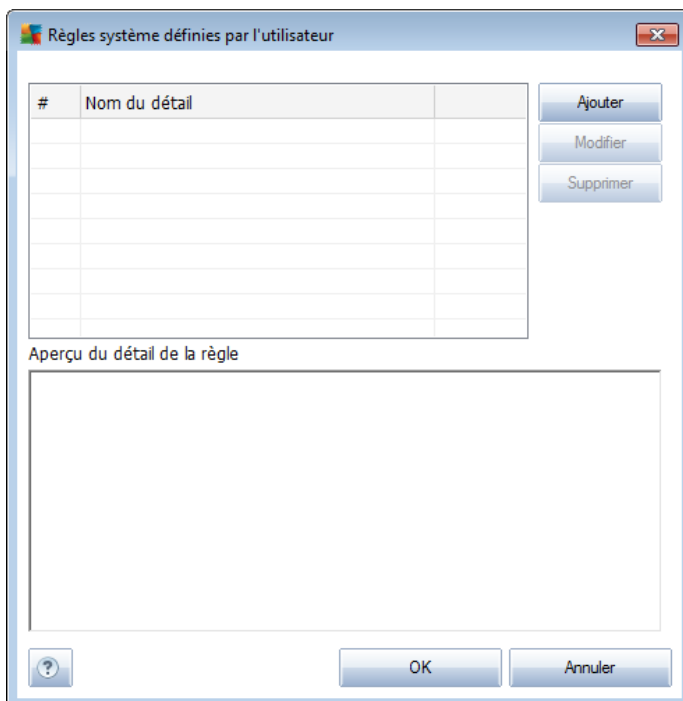 Règles système définies par l'utilisateur
# Nom du détail
Ajouter
Modifier
Supprimer
Aperçu du détail de la règle
?
OK
Annuler